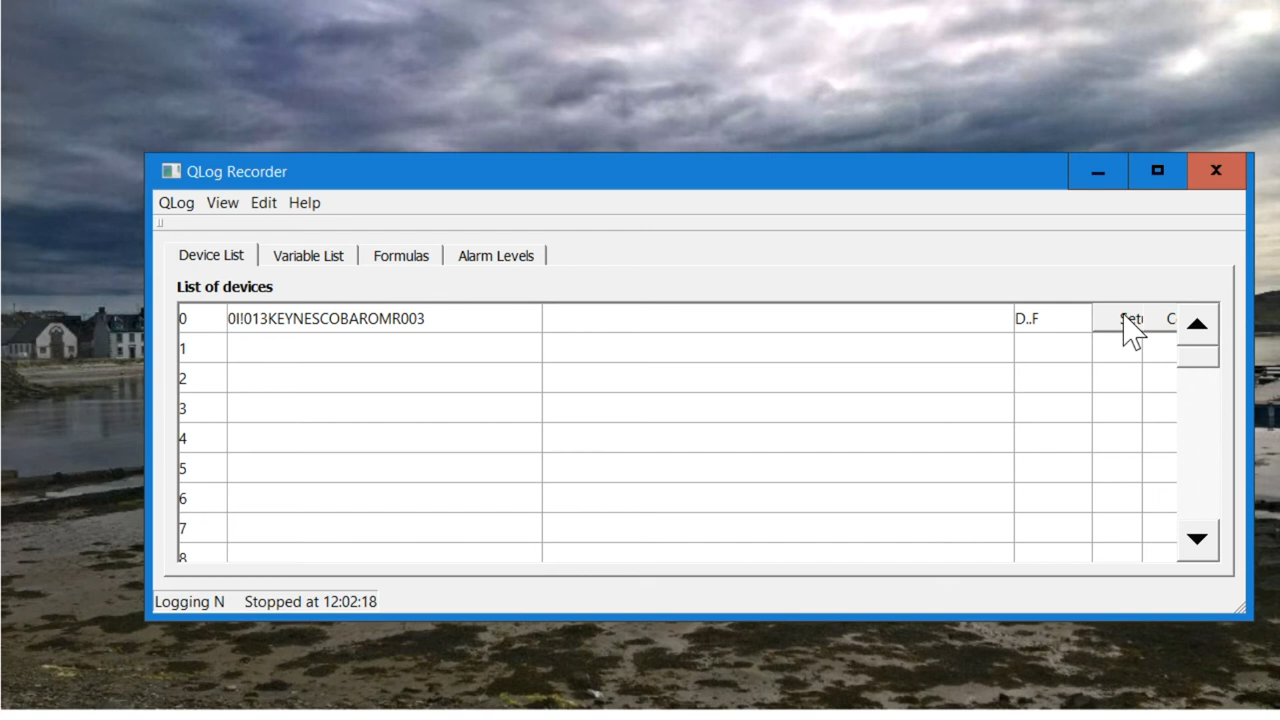 QLog Recorder
QLog View Edit Help
Device List Variable List Formulas Alarm Levels
List of devices
0 0I!013KEYNESCOBAROMR003 D..F
1
2
3
4
5
6
7
8
Logging N Stopped at 12:02:18